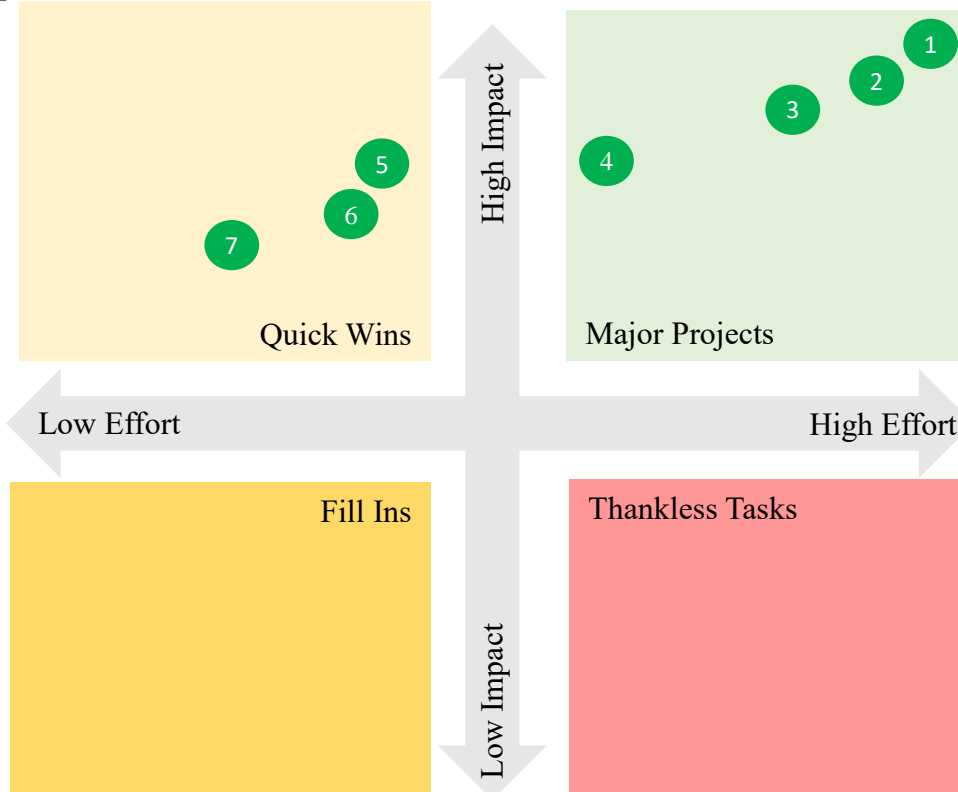 1
2
3
4
5
6
7
High Impact
Quick Wins
Major Projects
Low Effort
High Effort
Fill Ins
Thankless Tasks
Low Impact